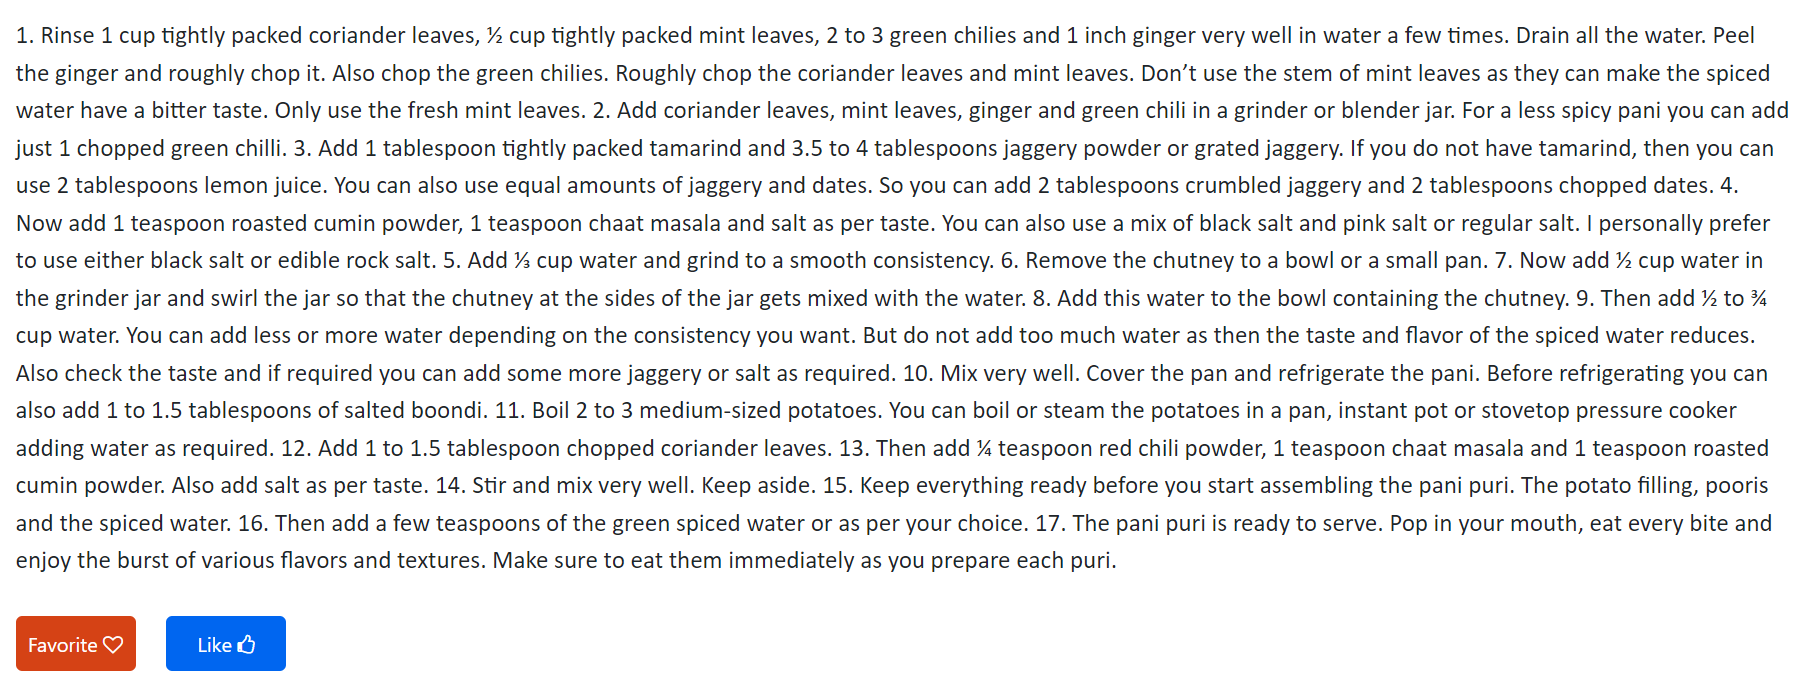 1. Rinse 1 cup tightly packed coriander leaves, ½ cup tightly packed mint leaves, 2 to 3 green chilies and 1 inch ginger very well in water a few times. Drain all the water. Peel
the ginger and roughly chop it. Also chop the green chilies. Roughly chop the coriander leaves and mint leaves. Don’t use the stem of mint leaves as they can make the spiced
water have a bitter taste. Only use the fresh mint leaves. 2. Add coriander leaves, mint leaves, ginger and green chili in a grinder or blender jar. For a less spicy pani you can add
just 1 chopped green chilli. 3. Add 1 tablespoon tightly packed tamarind and 3.5 to 4 tablespoons jaggery powder or grated jaggery. If you do not have tamarind, then you can
use 2 tablespoons lemon juice. You can also use equal amounts of jaggery and dates. So you can add 2 tablespoons crumbled jaggery and 2 tablespoons chopped dates. 4.
Now add 1 teaspoon roasted cumin powder, 1 teaspoon chaat masala and salt as per taste. You can also use a mix of black salt and pink salt or regular salt. I personally prefer
to use either black salt or edible rock salt. 5. Add ⅓ cup water and grind to a smooth consistency. 6. Remove the chutney to a bowl or a small pan. 7. Now add ½ cup water in
the grinder jar and swirl the jar so that the chutney at the sides of the jar gets mixed with the water. 8. Add this water to the bowl containing the chutney. 9. Then add ½ to ¾
cup water. You can add less or more water depending on the consistency you want. But do not add too much water as then the taste and flavor of the spiced water reduces.
Also check the taste and if required you can add some more jaggery or salt as required. 10. Mix very well. Cover the pan and refrigerate the pani. Before refrigerating you can
also add 1 to 1.5 tablespoons of salted boondi. 11. Boil 2 to 3 medium-sized potatoes. You can boil or steam the potatoes in a pan, instant pot or stovetop pressure cooker
adding water as required. 12. Add 1 to 1.5 tablespoon chopped coriander leaves. 13. Then add ¼ teaspoon red chili powder, 1 teaspoon chaat masala and 1 teaspoon roasted
cumin powder. Also add salt as per taste. 14. Stir and mix very well. Keep aside. 15. Keep everything ready before you start assembling the pani puri. The potato filling, pooris
and the spiced water. 16. Then add a few teaspoons of the green spiced water or as per your choice. 17. The pani puri is ready to serve. Pop in your mouth, eat every bite and
enjoy the burst of various flavors and textures. Make sure to eat them immediately as you prepare each puri.
Favorite
Like